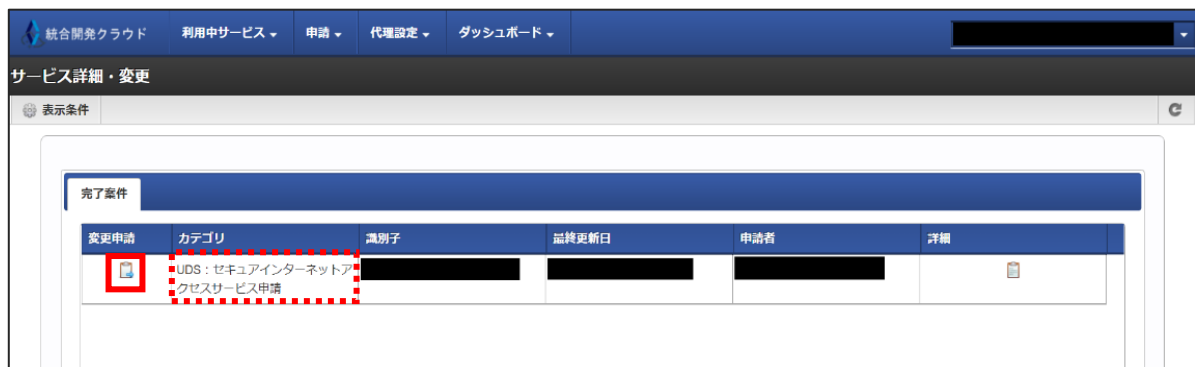 統合開発クラウド 利用中サービス 申請 代理設定 ダッシュボード
サービス詳細・変更
表示条件
完了案件
変更申請 カテゴリ 識別子 最終更新日 申請者 詳細
UDS：セキュアインターネットア
クセスサービス申請